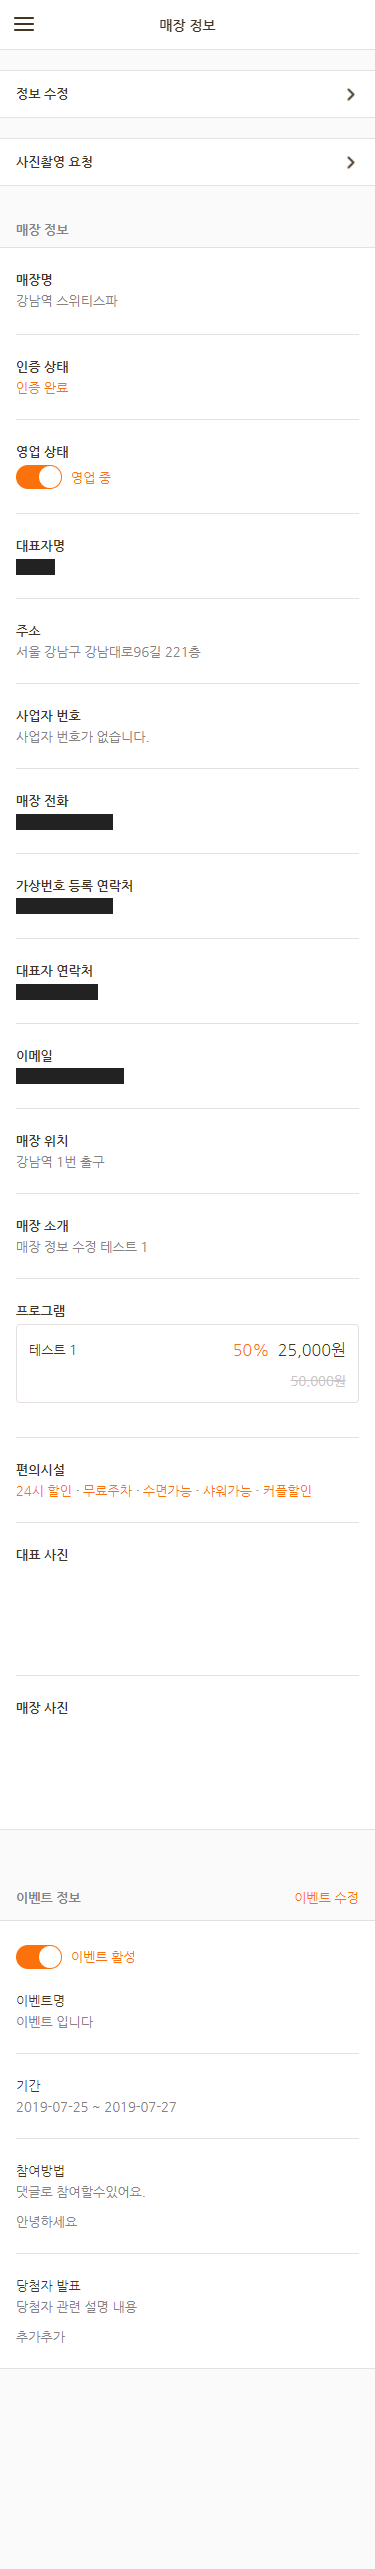 매장 정보
정보 수정
사진촬영 요청
매장 정보
매장명
강남역 스위티스파
인증 상태
인증 완료
영업 상태
영업 중
대표자명
주소
서울 강남구 강남대로96길 221층
사업자 번호
사업자 번호가 없습니다.
매장 전화
가상번호 등록 연락처
대표자 연락처
이메일
매장 위치
강남역 1번 출구
매장 소개
매장 정보 수정 테스트 1
프로그램
테스트 1 50% 25,000원
50,000원
편의시설
24시 할인 · 무료주차 · 수면가능 · 샤워가능 · 커플할인
대표 사진
매장 사진
이벤트 정보 이벤트 수정
이벤트 활성
이벤트명
이벤트 입니다
기간
2019-07-25 ~ 2019-07-27
참여방법
댓글로 참여할수있어요.
안녕하세요
당첨자 발표
당첨자 관련 설명 내용
추가추가